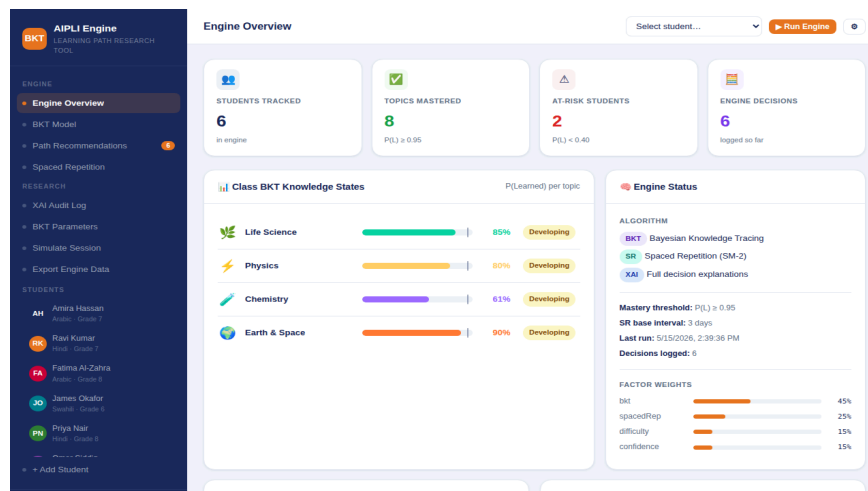 BKT
AIPLI Engine
LEARNING PATH RESEARCH
TOOL
ENGINE
Engine Overview
BKT Model
Path Recommendations 6
Spaced Repetition
RESEARCH
XAI Audit Log
BKT Parameters
Simulate Session
Export Engine Data
STUDENTS
AH Amira Hassan
Arabic · Grade 7
RK Ravi Kumar
Hindi · Grade 7
FA Fatima Al-Zahra
Arabic · Grade 8
JO James Okafor
Swahili · Grade 6
PN Priya Nair
Hindi · Grade 8
+ Add Student
Engine Overview
Select student…
▶ Run Engine
STUDENTS TRACKED
6
in engine
TOPICS MASTERED
8
P(L) ≥ 0.95
AT-RISK STUDENTS
2
P(L) < 0.40
ENGINE DECISIONS
6
logged so far
Class BKT Knowledge States P(Learned) per topic
Life Science 85% Developing
Physics 80% Developing
Chemistry 61% Developing
Earth & Space 90% Developing
Engine Status
ALGORITHM
BKT Bayesian Knowledge Tracing
SR Spaced Repetition (SM-2)
XAI Full decision explanations
Mastery threshold: P(L) ≥ 0.95
SR base interval: 3 days
Last run: 5/15/2026, 2:39:36 PM
Decisions logged: 6
FACTOR WEIGHTS
bkt 45%
spacedRep 25%
difficulty 15%
confidence 15%